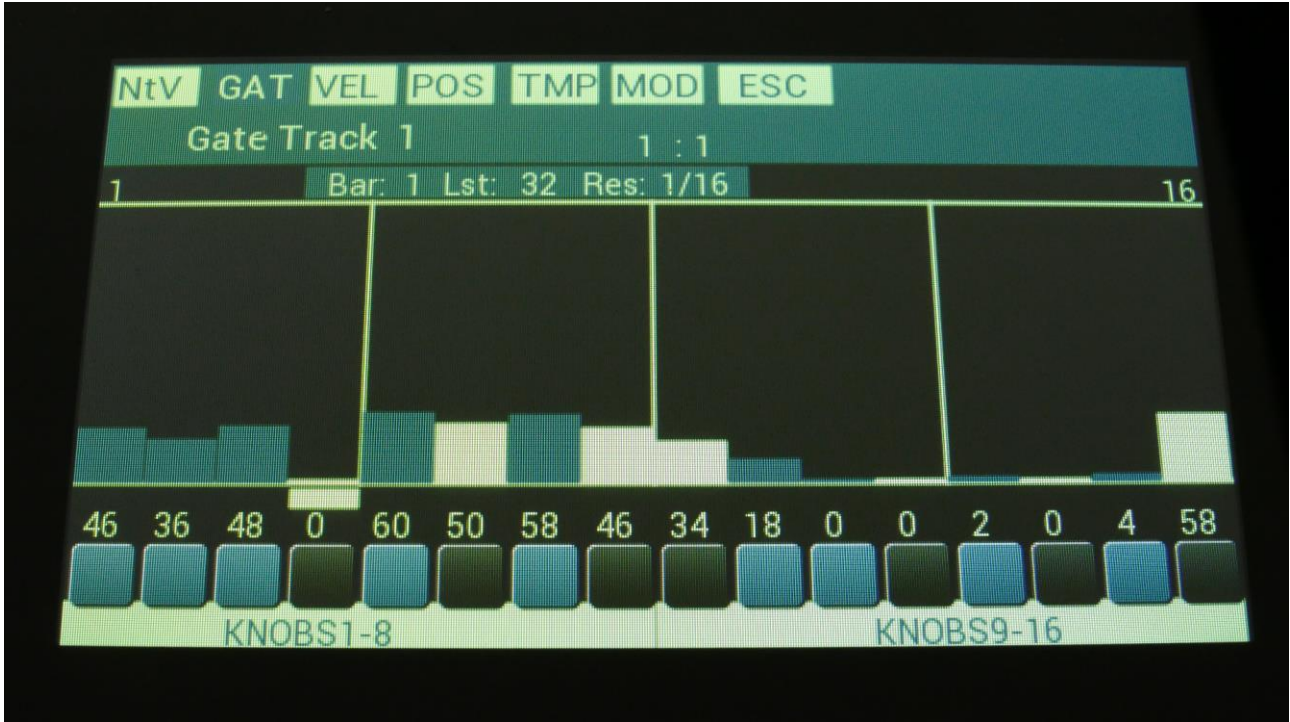 NtV GAT VEL POS TMP MOD ESC
Gate Track 1 1 : 1
1 Bar: 1 Lst: 32 Res: 1/16 16
46 36 48 0 60 50 58 46 34 18 0 0 2 0 4 58
KNOBS1-8 KNOBS9-16